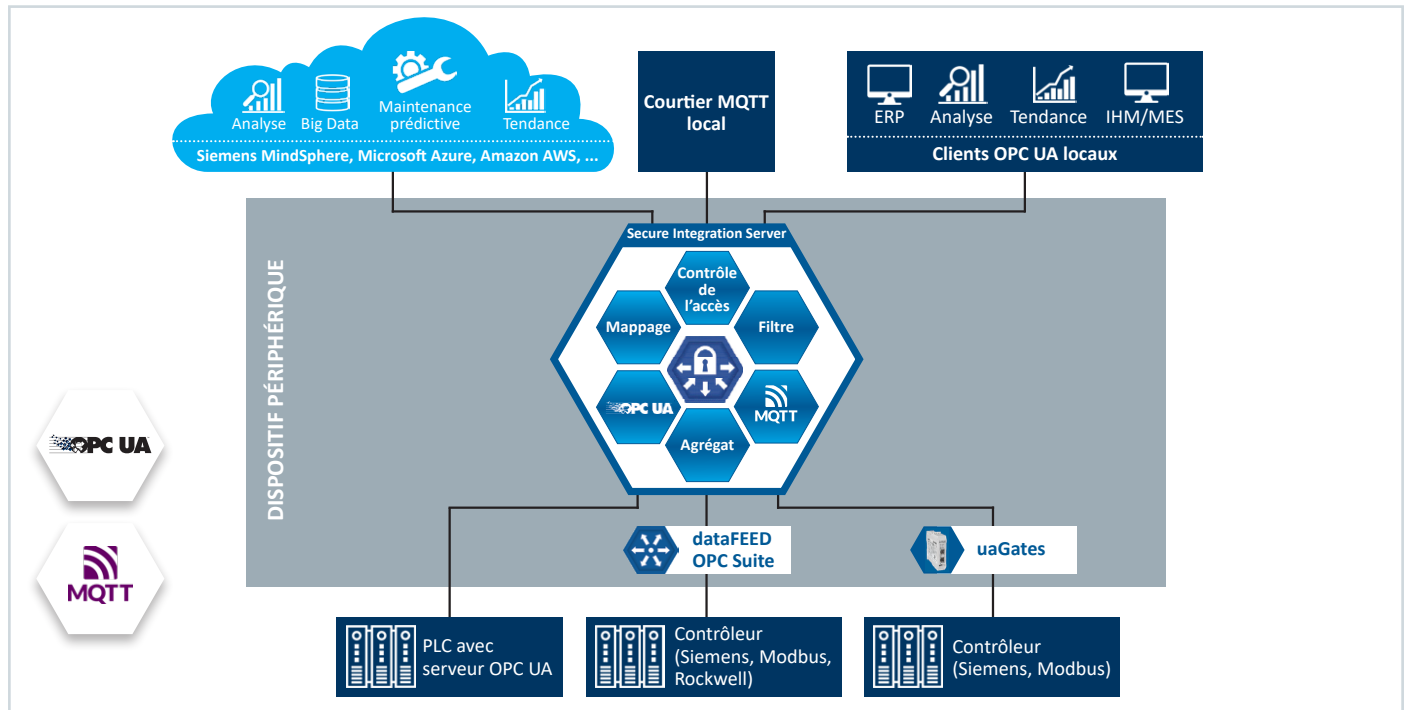 Analyse
Big Data
Maintenance
prédictive
Tendance
Siemens MindSphere, Microsoft Azure, Amazon AWS, ...
Courtier MQTT
local
ERP
Analyse
Tendance
IHM/MES
Clients OPC UA locaux
DISPOSITIF PÉRIPHÉRIQUE
Secure Integration Server
Contrôle
de
l’accès
Mappage
Filtre
OPC UA
MQTT
Agrégat
OPC UA
MQTT
dataFEED
OPC Suite
uaGates
PLC avec
serveur OPC UA
Contrôleur
(Siemens, Modbus,
Rockwell)
Contrôleur
(Siemens, Modbus)